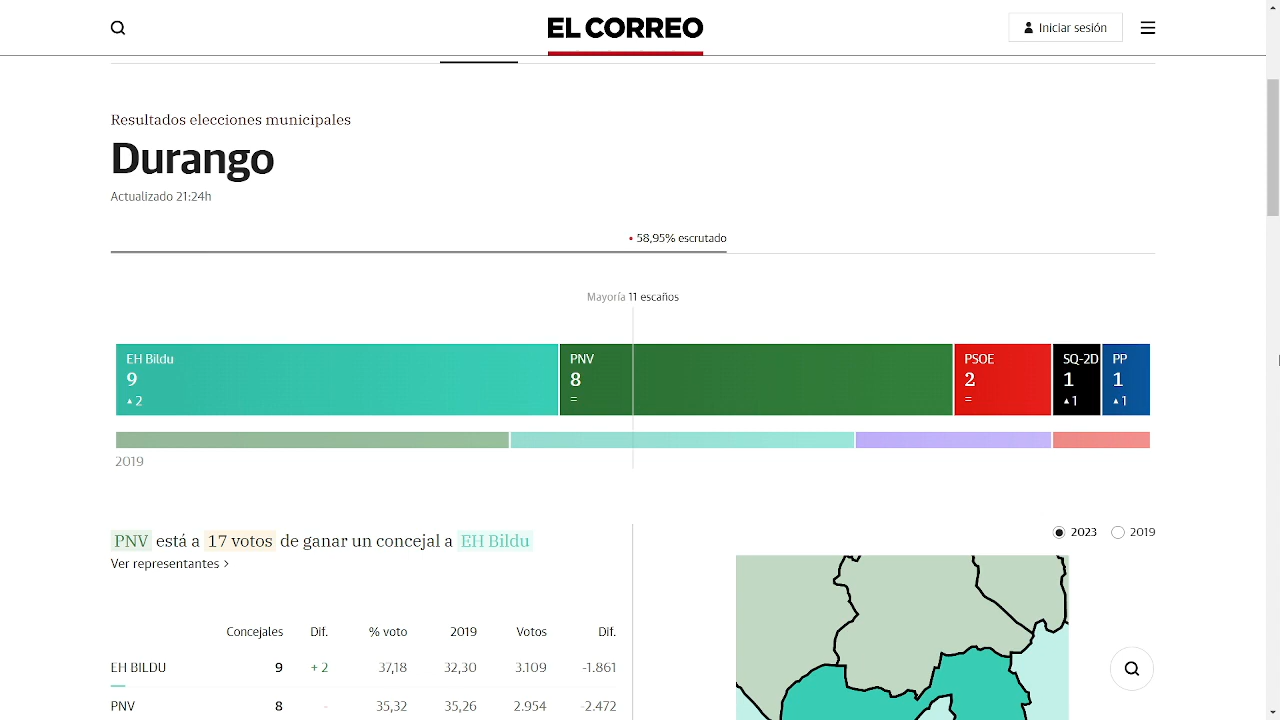 EL CORREO
Iniciar sesión
Resultados elecciones municipales
Durango
Actualizado 21:24h
• 58,95% escrutado
Mayoría 11 escaños
EH Bildu PNV PSOE SQ-2D PP
9 8 2 1 1
▲2 = = ▲1 ▲1
2019
PNV está a 17 votos de ganar un concejal a EH Bildu
Ver representantes >
2023 2019
Concejales Dif. % voto 2019 Votos Dif.
EH BILDU 9 +2 37,18 32,30 3.109 -1.861
PNV 8 - 35,32 35,26 2.954 -2.472